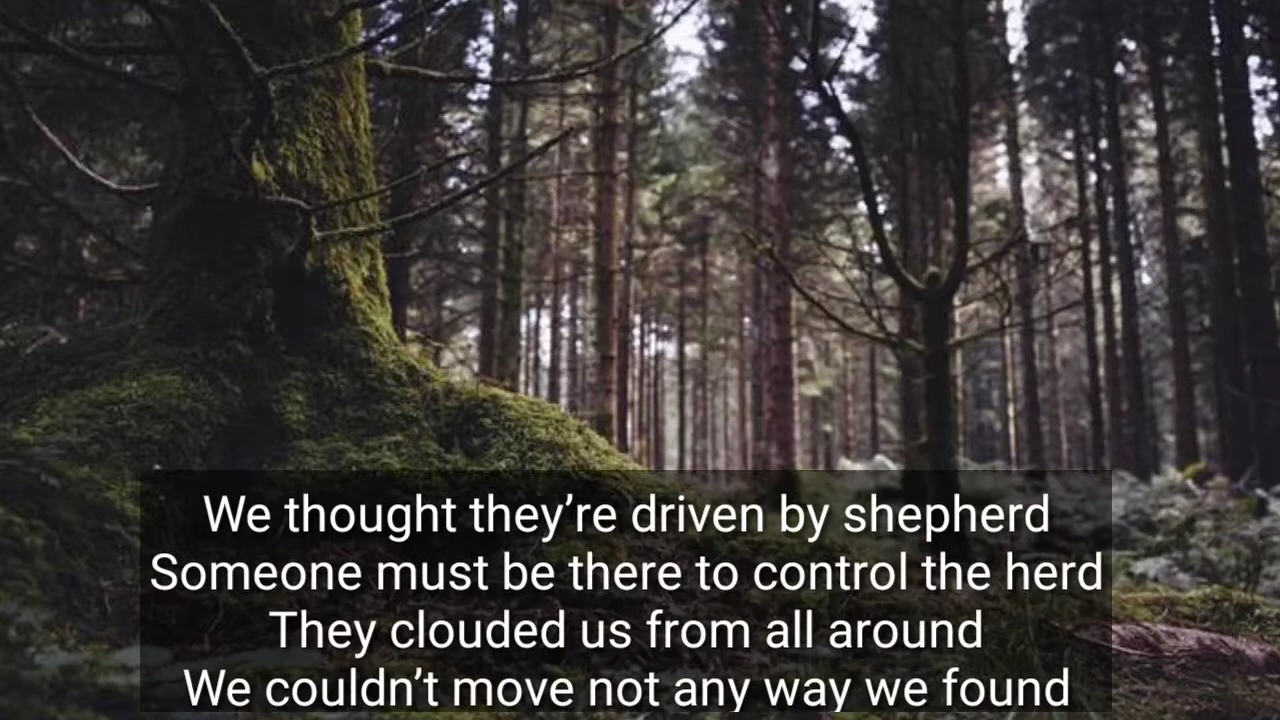 We thought they’re driven by shepherd
Someone must be there to control the herd
They clouded us from all around
We couldn’t move not any way we found